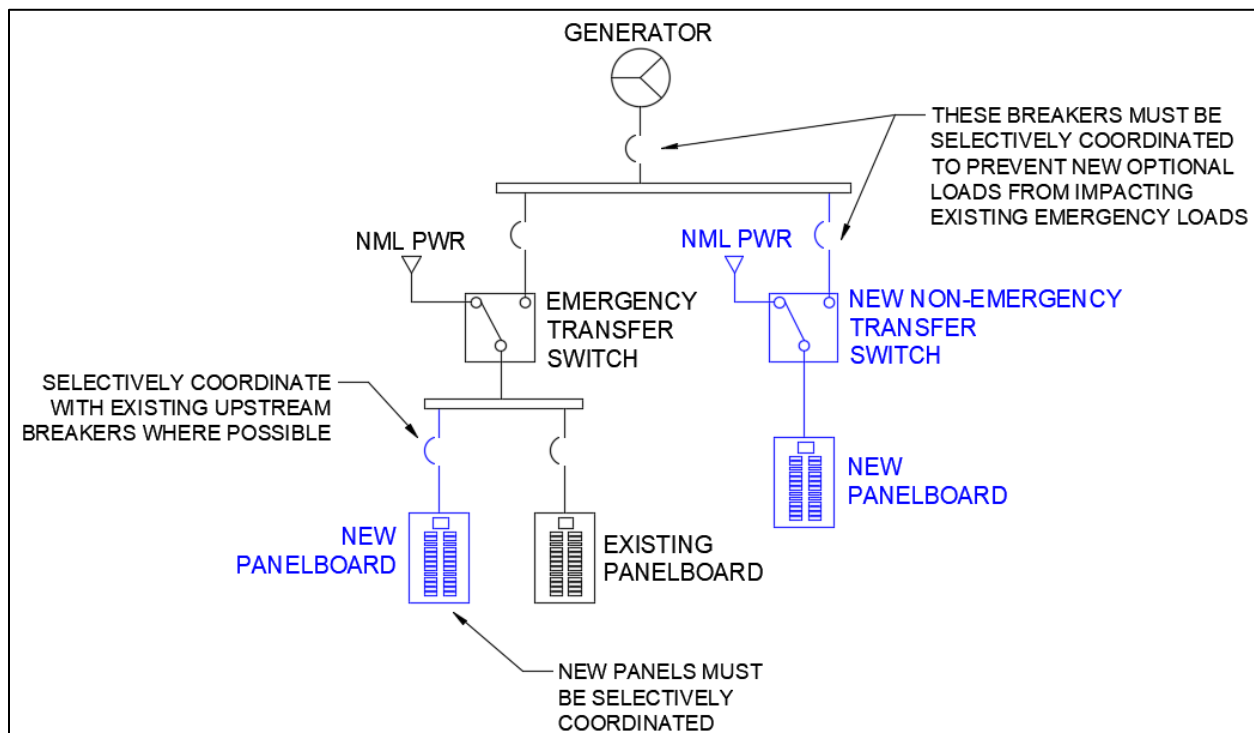 GENERATOR
THESE BREAKERS MUST BE
SELECTIVELY COORDINATED
TO PREVENT NEW OPTIONAL
LOADS FROM IMPACTING
EXISTING EMERGENCY LOADS
NML PWR
EMERGENCY
TRANSFER
SWITCH
NML PWR
NEW NON-EMERGENCY
TRANSFER
SWITCH
SELECTIVELY COORDINATE
WITH EXISTING UPSTREAM
BREAKERS WHERE POSSIBLE
NEW
PANELBOARD
EXISTING
PANELBOARD
NEW
PANELBOARD
NEW PANELS MUST
BE SELECTIVELY
COORDINATED